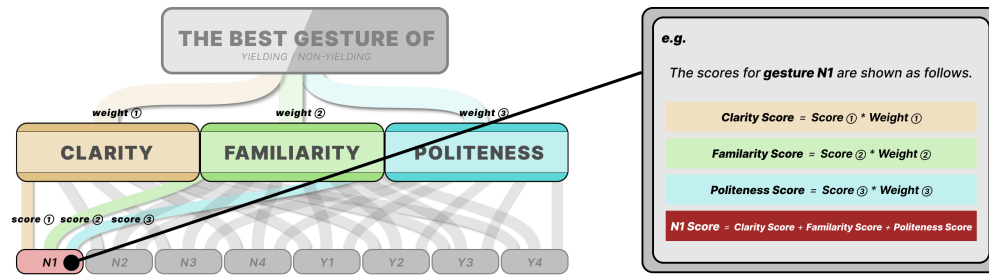 THE BEST GESTURE OF
YIELDING / NON-YIELDING
weight ① weight ② weight ③
CLARITY FAMILIARITY POLITENESS
score ① score ② score ③
N1 N2 N3 N4 Y1 Y2 Y3 Y4
e.g.
The scores for gesture N1 are shown as follows.
Clarity Score = Score ① * Weight ①
Familarity Score = Score ② * Weight ②
Politeness Score = Score ③ * Weight ③
N1 Score = Clarity Score + Familarity Score + Politeness Score